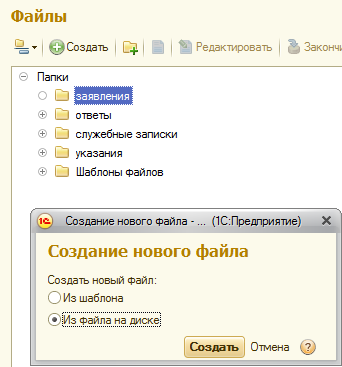 Файлы
Создать Редактировать Закончи
Папки
заявления
ответы
служебные записки
указания
Шаблоны файлов
1С Создание нового файла - ... (1С:Предприятие)
Создание нового файла
Создать новый файл:
Из шаблона
Из файла на диске
Создать Отмена ?